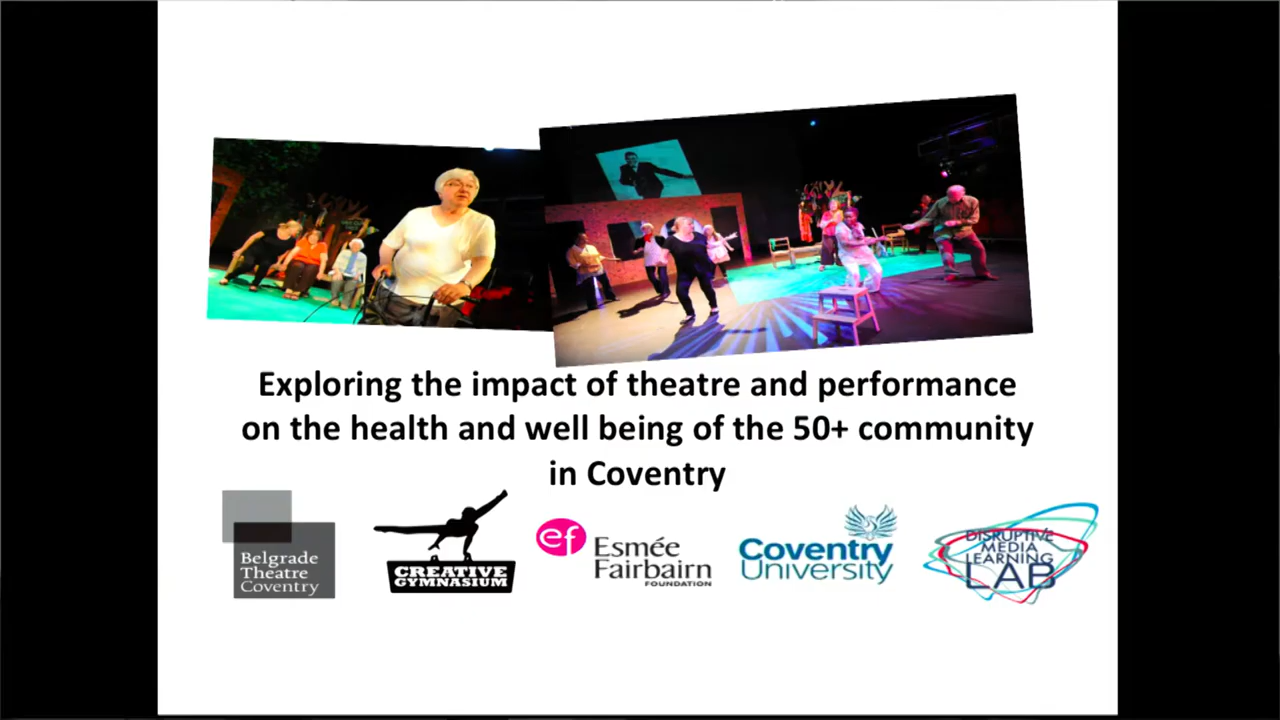 Exploring the impact of theatre and performance
on the health and well being of the 50+ community
in Coventry
Belgrade
Theatre
Coventry
CREATIVE
GYMNASIUM
ef
Esmée
Fairbairn
FOUNDATION
Coventry
University
DISRUPTIVE
MEDIA
LEARNING
LAB